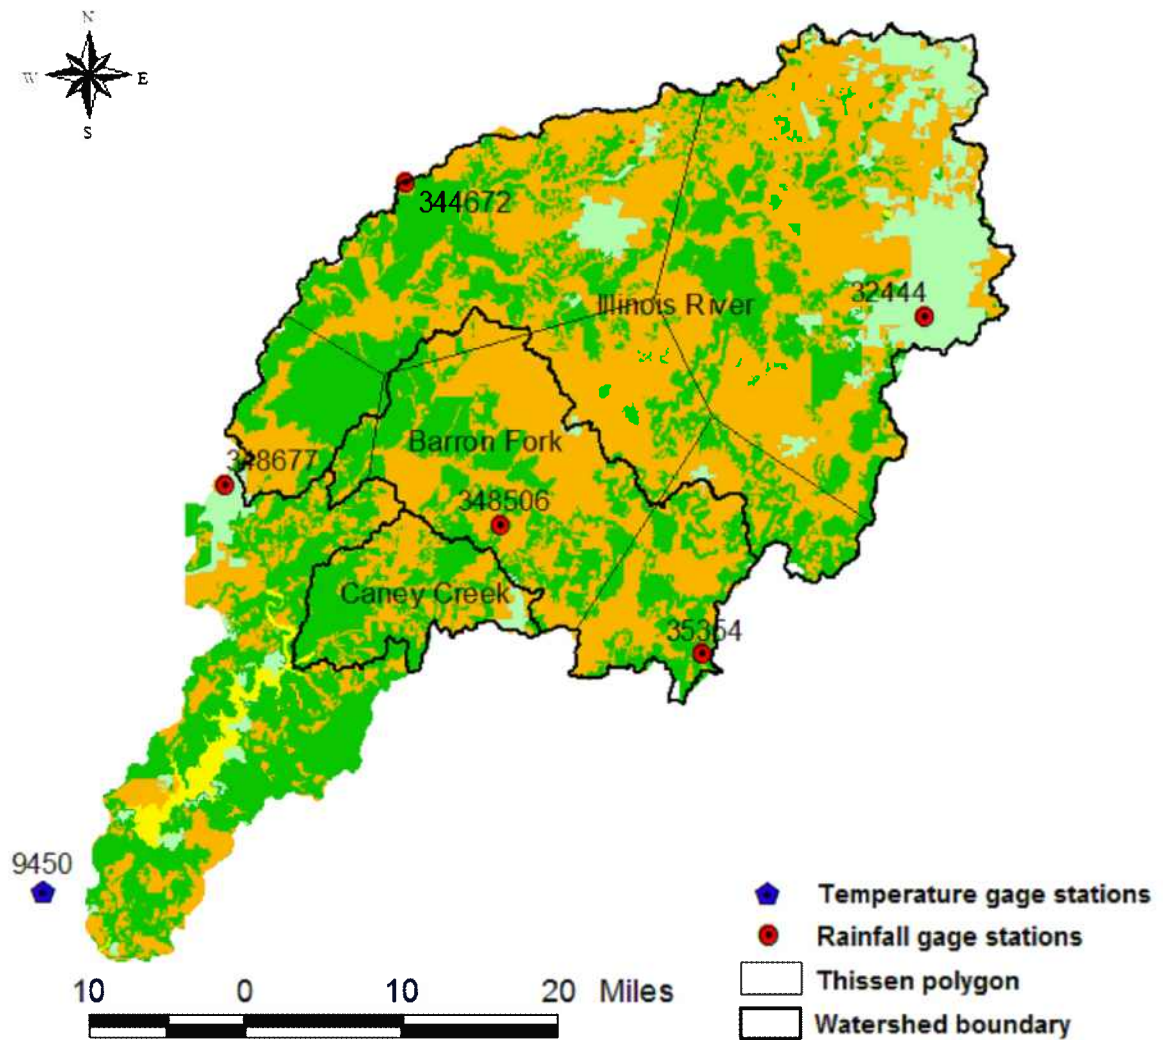 N
W E
S
344672
32444
Illinois River
Barron Fork
348677
348506
Caney Creek
35354
9450
Temperature gage stations
Rainfall gage stations
Thissen polygon
Watershed boundary
10 0 10 20 Miles